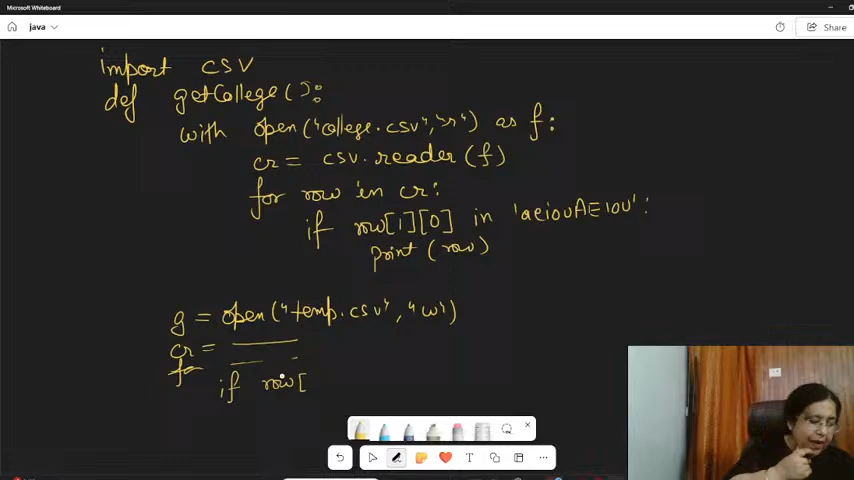 Microsoft Whiteboard
java
Share
import csv
def getCollege():
with open("college.csv","r") as f:
cr = csv.reader(f)
for row in cr:
if row[1][0] in 'aeiouAEIOU':
print(row)
g = open("temp.csv","w")
cr =
for
if row[
T